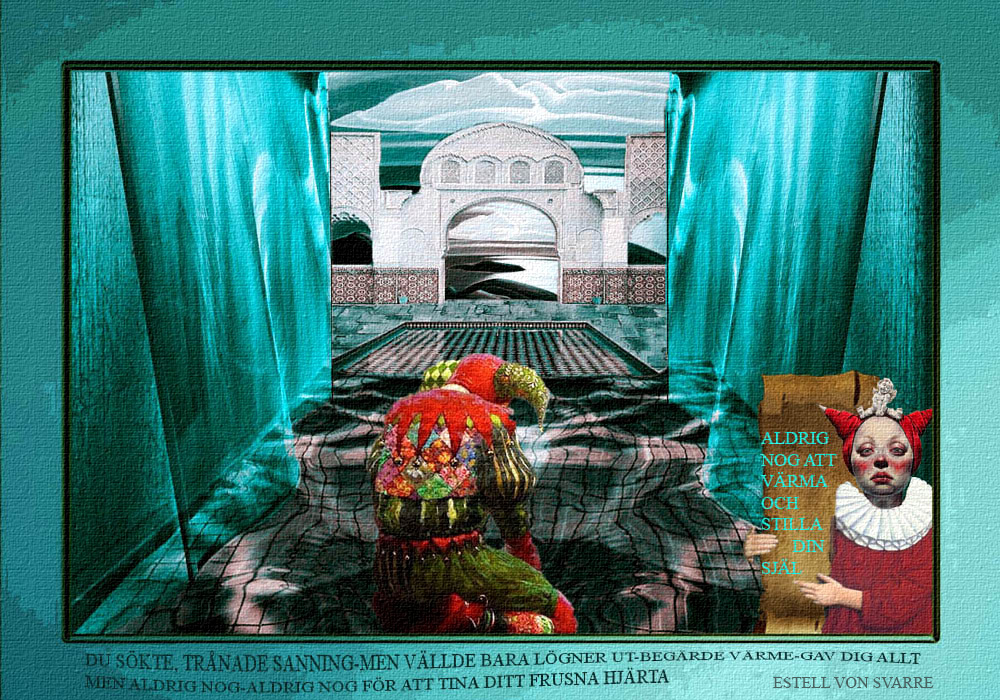 ALDRIG
NOG ATT
VÄRMA
OCH
STILLA
DIN
SJÄL
DU SÖKTE, TRÅNADE SANNING-MEN VÄLLDE BARA LÖGNER UT-BEGÄRDE VÄRME-GAV DIG ALLT
MEN ALDRIG NOG-ALDRIG NOG FÖR ATT TINA DITT FRUSNA HJÄRTA
ESTELL VON SVARRE